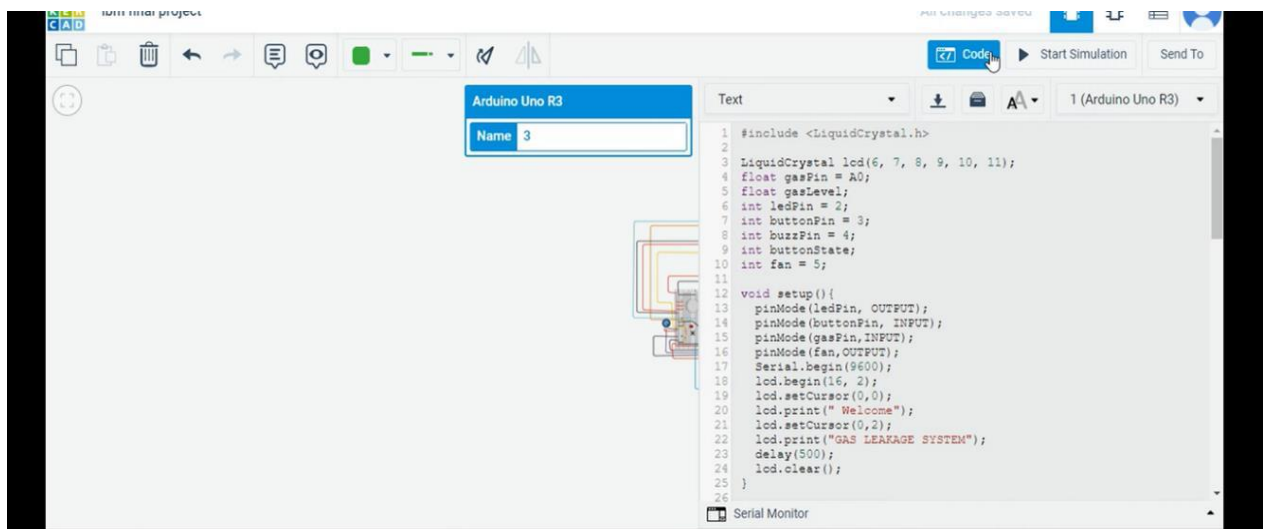 CAD
ibm final project
All changes saved
Code
Start Simulation
Send To
Arduino Uno R3
Name 3
Text
1 (Arduino Uno R3)
1 #include <LiquidCrystal.h>
2
3 LiquidCrystal lcd(6, 7, 8, 9, 10, 11);
4 float gasPin = A0;
5 float gasLevel;
6 int ledPin = 2;
7 int buttonPin = 3;
8 int buzzPin = 4;
9 int buttonState;
10 int fan = 5;
11
12 void setup(){
13 pinMode(ledPin, OUTPUT);
14 pinMode(buttonPin, INPUT);
15 pinMode(gasPin,INPUT);
16 pinMode(fan,OUTPUT);
17 Serial.begin(9600);
18 lcd.begin(16, 2);
19 lcd.setCursor(0,0);
20 lcd.print(" Welcome");
21 lcd.setCursor(0,2);
22 lcd.print("GAS LEAKAGE SYSTEM");
23 delay(500);
24 lcd.clear();
25 }
26
Serial Monitor